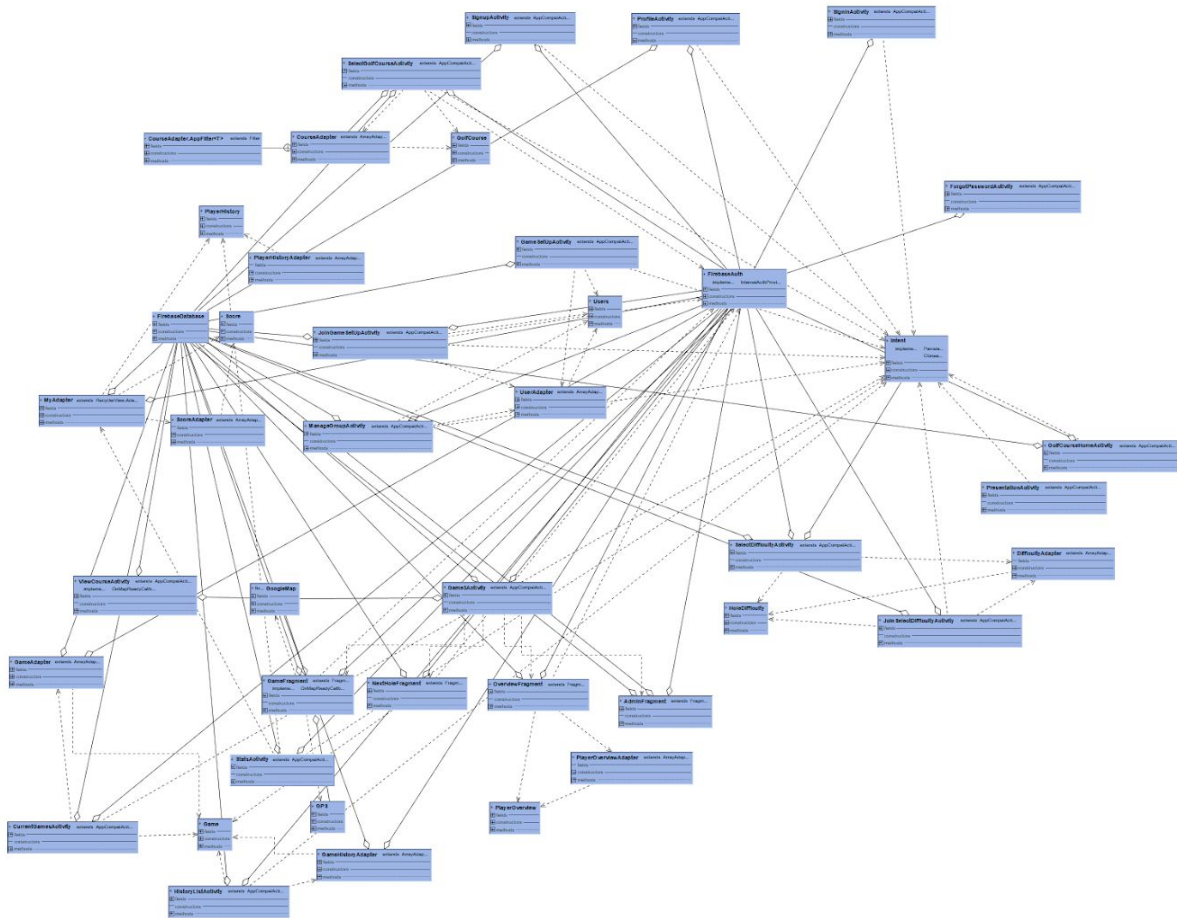 SignupActivity extends AppCompatActi...
fields
constructors
methods
ProfileActivity extends AppCompatActi...
fields
constructors
methods
SignInActivity extends AppCompatActi...
fields
constructors
methods
SelectGolfCourseActivity extends AppCompatActi...
fields
constructors
methods
CourseAdapter.AppFilter<T> extends Filter
fields
constructors
methods
CourseAdapter extends ArrayAdap...
fields
constructors
methods
GolfCourse
fields
constructors
methods
ForgotPasswordActivity extends AppCompatActi...
fields
constructors
methods
PlayerHistory
fields
constructors
methods
PlayerHistoryAdapter extends ArrayAdap...
fields
constructors
methods
GameSetUpActivity extends AppCompatActi...
fields
constructors
methods
FirebaseAuth
impleme... InternalAuthProvi...
fields
constructors
methods
Users
fields
constructors
methods
FirebaseDatabase
fields
constructors
methods
Score
fields
constructors
methods
JoinGameSetUpActivity extends AppCompatActi...
fields
constructors
methods
Intent
impleme... Parcela...
Clonea...
fields
constructors
methods
MyAdapter extends RecyclerView.Ada...
fields
constructors
methods
UserAdapter extends ArrayAdap...
fields
constructors
methods
ScoreAdapter extends ArrayAdap...
fields
constructors
methods
ManageGroupActivity extends AppCompatActi...
fields
constructors
methods
GolfCourseHomeActivity extends AppCompatActi...
fields
constructors
methods
PresentationActivity extends AppCompatActi...
fields
constructors
methods
SelectDifficultyActivity extends AppCompatActi...
fields
constructors
methods
DifficultyAdapter extends ArrayAdap...
fields
constructors
methods
ViewCourseActivity extends AppCompatActi...
impleme... OnMapReadyCallb...
fields
constructors
methods
GoogleMap
fields
constructors
methods
extends AppCompatActi...
fields
constructors
methods
HoleDifficulty
fields
constructors
methods
JoinSelectDifficultyActivity extends AppCompatActi...
fields
constructors
methods
GameAdapter extends ArrayAdap...
fields
constructors
methods
GameFragment extends Fragm...
impleme... OnMapReadyCallb...
fields
constructors
methods
NextHoleFragment extends Fragm...
fields
constructors
methods
OverviewFragment extends Fragm...
fields
constructors
methods
AdminFragment extends Fragm...
fields
constructors
methods
StatsActivity extends AppCompatActi...
fields
constructors
methods
PlayerOverviewAdapter extends ArrayAdap...
fields
constructors
methods
PlayerOverview
fields
constructors
methods
GPS
fields
constructors
methods
CurrentGamesActivity extends AppCompatActi...
fields
constructors
methods
Game
fields
constructors
methods
GameHistoryAdapter extends ArrayAdap...
fields
constructors
methods
HistoryListActivity extends AppCompatActi...
fields
constructors
methods